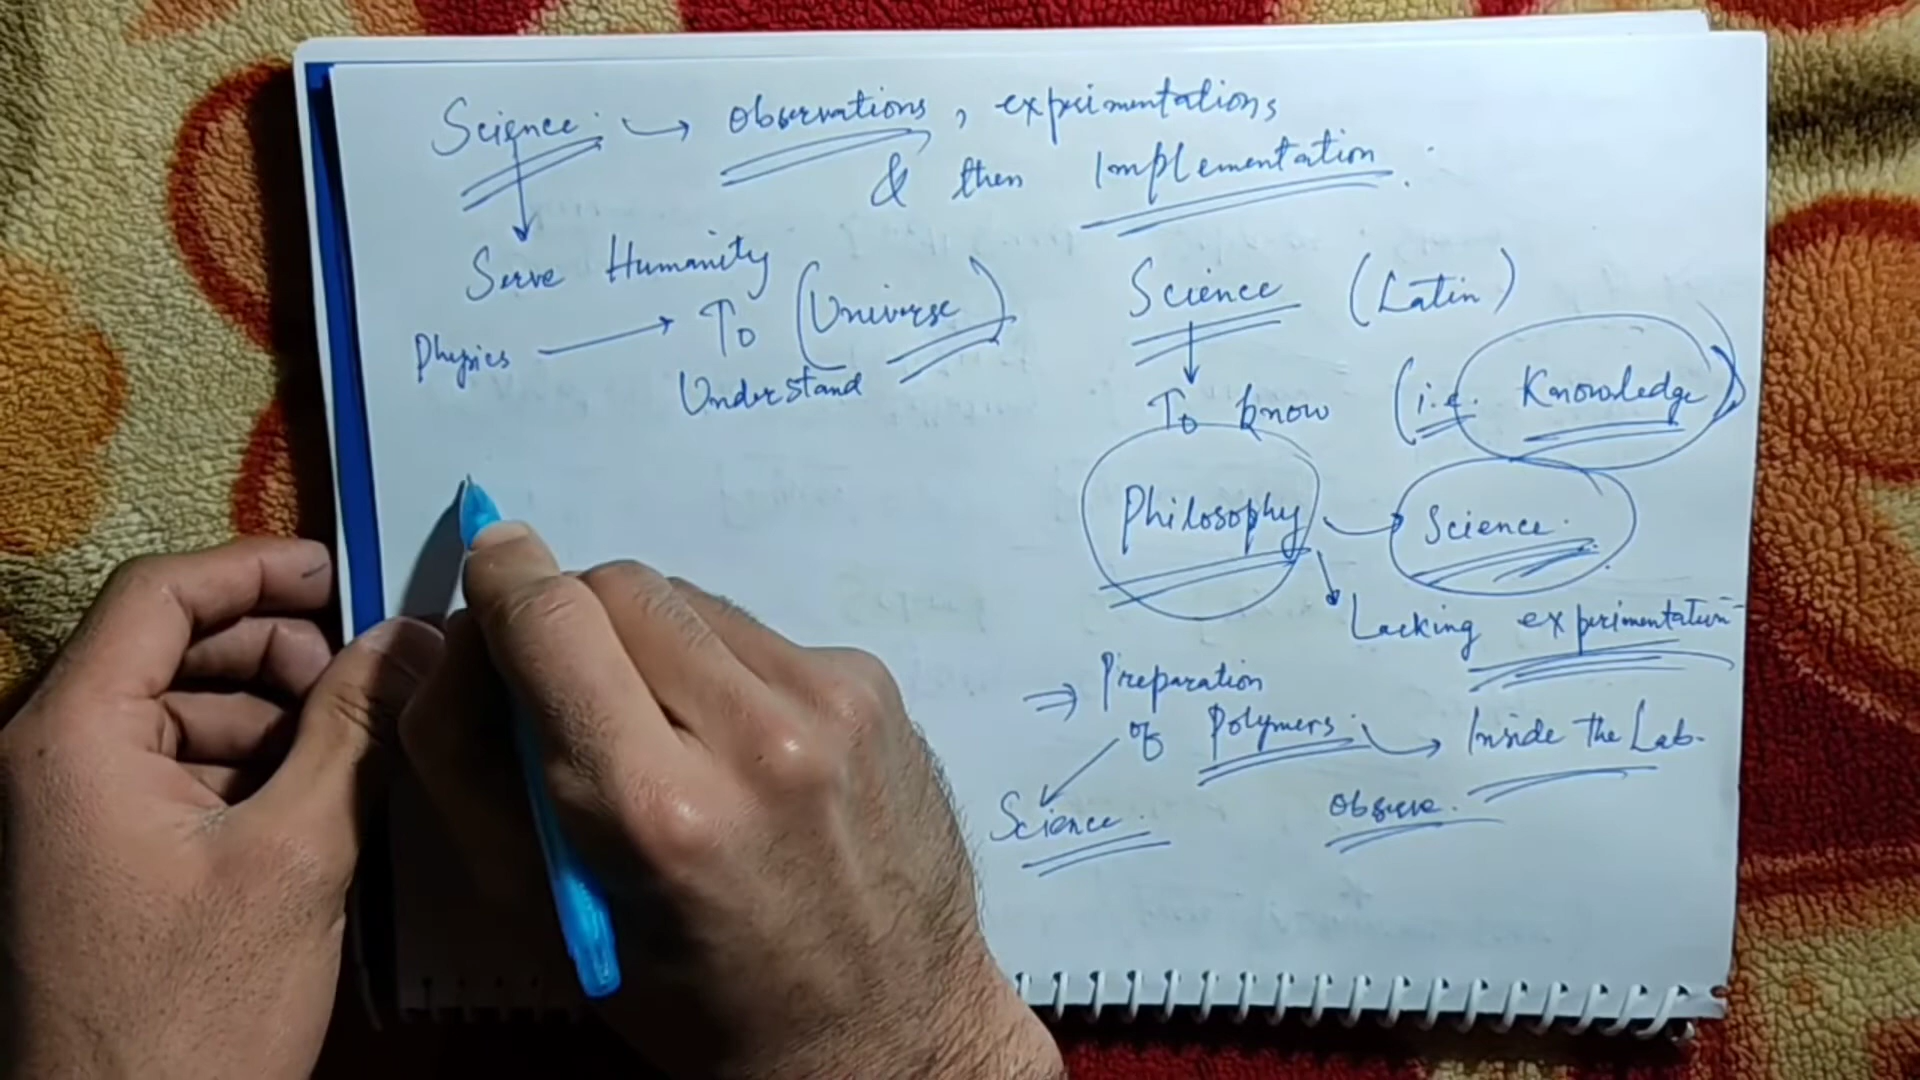 Science. → observations, experimentations
& then Implementation.
Serve Humanity
Physics → To (Universe)
Understand
Science (Latin)
To know (i.e. Knowledge)
Philosophy → Science.
Lacking experimentation
⇒ Preparation
of Polymers. → Inside the Lab.
Science.
observe.